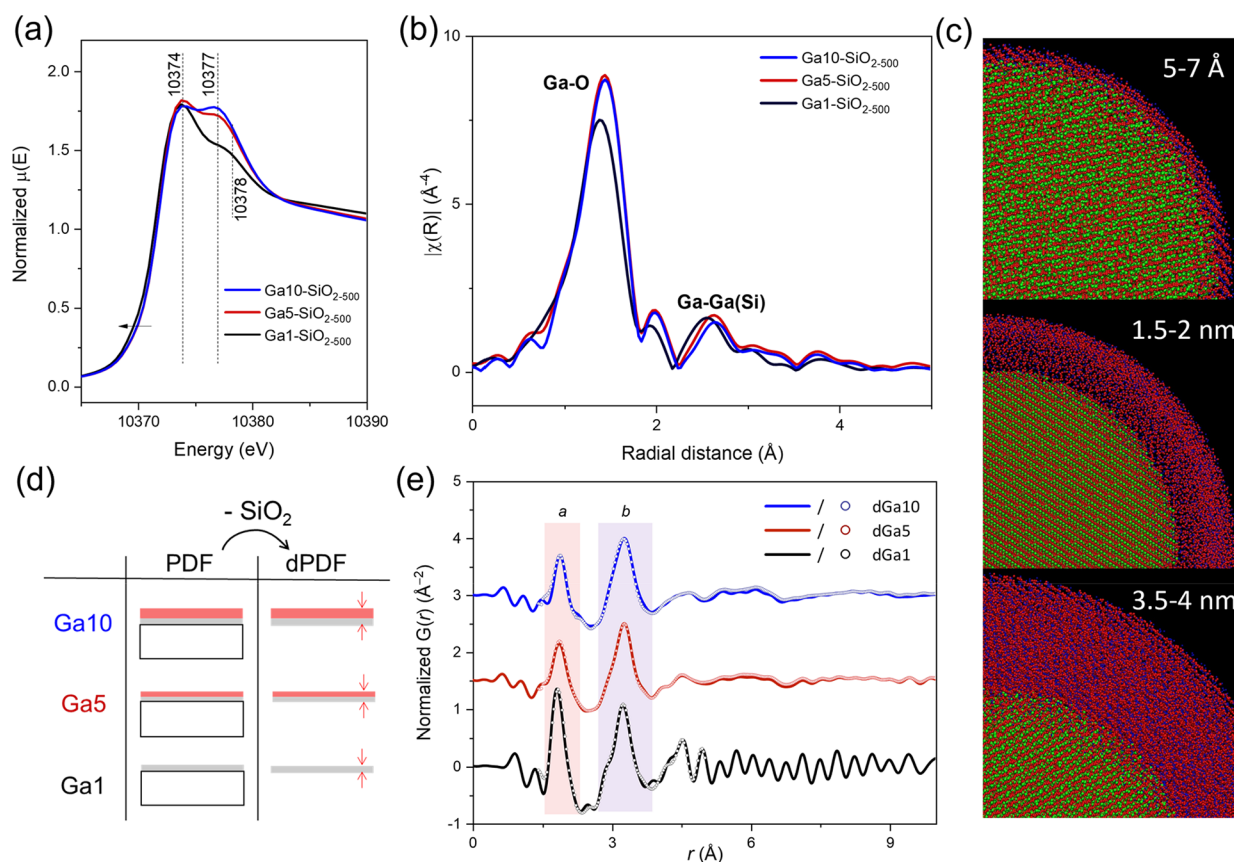 (a)
10374
10377
10378
2.0
1.5
1.0
0.5
0.0
Normalized μ(E)
Ga10-SiO2-500
Ga5-SiO2-500
Ga1-SiO2-500
10370
10380
10390
Energy (eV)
(b)
10
5
0
|χ(R)| (Å-4)
Ga-O
Ga-Ga(Si)
Ga10-SiO2-500
Ga5-SiO2-500
Ga1-SiO2-500
0
2
4
Radial distance (Å)
(c)
5-7 Å
1.5-2 nm
3.5-4 nm
(d)
- SiO2
PDF
dPDF
Ga10
Ga5
Ga1
(e)
5
4
3
2
1
0
-1
Normalized G(r) (Å−2)
a
b
/ dGa10
/ dGa5
/ dGa1
0
3
6
9
r (Å)